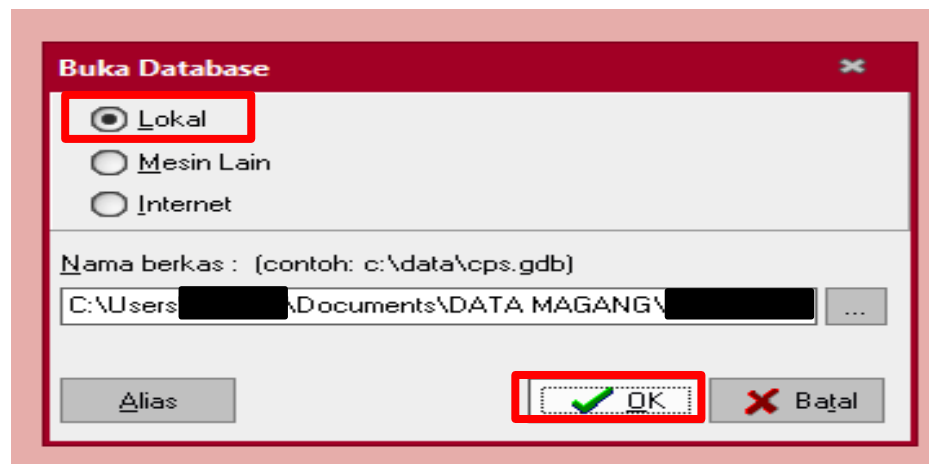 Buka Database
Lokal
Mesin Lain
Internet
Nama berkas : (contoh: c:\data\cps.gdb)
C:\Users \Documents\DATA MAGANG\
...
Alias
OK
Batal